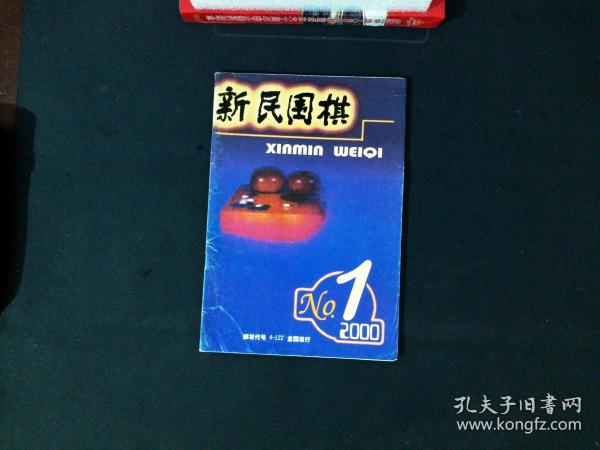 新民围棋
XINMIN WEIQI
No.1
2000
邮发代号 4-122 全国发行
孔夫子旧書网
www.kongfz.com